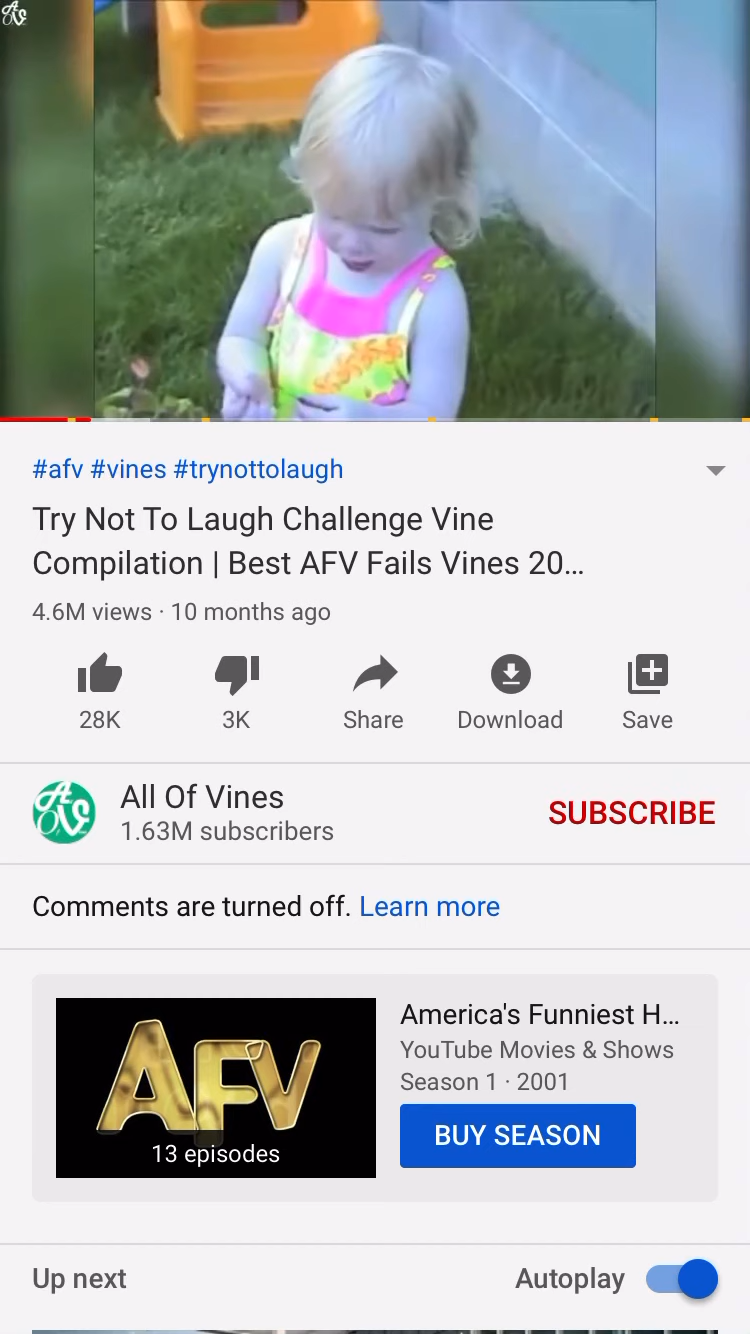 #afv #vines #trynottolaugh
Try Not To Laugh Challenge Vine
Compilation | Best AFV Fails Vines 20...
4.6M views · 10 months ago
28K
3K
Share
Download
Save
All Of Vines
1.63M subscribers
SUBSCRIBE
Comments are turned off. Learn more
AFV
13 episodes
America's Funniest H...
YouTube Movies & Shows
Season 1 · 2001
BUY SEASON
Up next
Autoplay